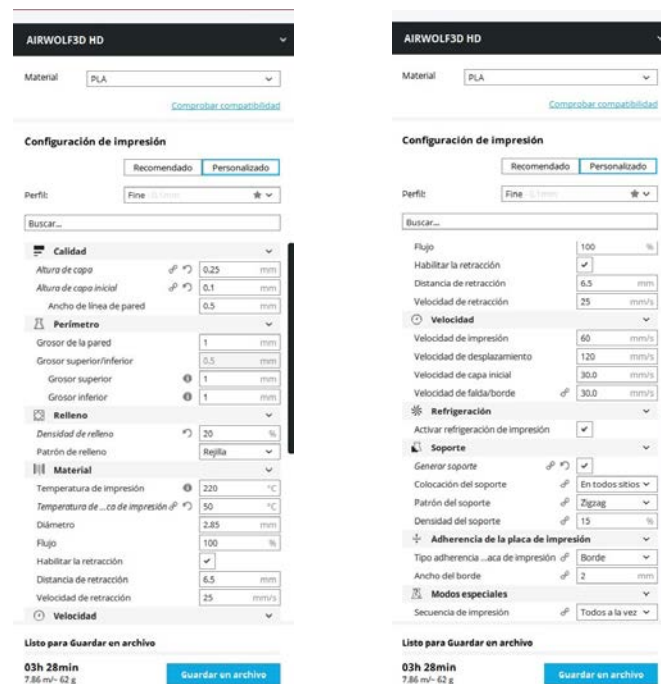 AIRWOLF3D HD
Material PLA
Comprobar compatibilidad
Configuración de impresión
Recomendado Personalizado
Perfil: Fine - 0.1mm
Buscar...
Calidad
Altura de capa 0.25 mm
Altura de capa inicial 0.1 mm
Ancho de línea de pared 0.5 mm
Perímetro
Grosor de la pared 1 mm
Grosor superior/inferior 0.5 mm
Grosor superior 1 mm
Grosor inferior 1 mm
Relleno
Densidad de relleno 20 %
Patrón de relleno Rejilla
Material
Temperatura de impresión 220 °C
Temperatura de ...ca de impresión 50 °C
Diámetro 2.85 mm
Flujo 100 %
Habilitar la retracción
Distancia de retracción 6.5 mm
Velocidad de retracción 25 mm/s
Velocidad
Listo para Guardar en archivo
03h 28min
7.86 m/~ 62 g
Guardar en archivo
AIRWOLF3D HD
Material PLA
Comprobar compatibilidad
Configuración de impresión
Recomendado Personalizado
Perfil: Fine - 0.1mm
Buscar...
Flujo 100 %
Habilitar la retracción
Distancia de retracción 6.5 mm
Velocidad de retracción 25 mm/s
Velocidad
Velocidad de impresión 60 mm/s
Velocidad de desplazamiento 120 mm/s
Velocidad de capa inicial 30.0 mm/s
Velocidad de falda/borde 30.0 mm/s
Refrigeración
Activar refrigeración de impresión
Soporte
Generar soporte
Colocación del soporte En todos sitios
Patrón del soporte Zigzag
Densidad del soporte 15 %
Adherencia de la placa de impresión
Tipo adherencia ...aca de impresión Borde
Ancho del borde 2 mm
Modos especiales
Secuencia de impresión Todos a la vez
Listo para Guardar en archivo
03h 28min
7.86 m/~ 62 g
Guardar en archivo